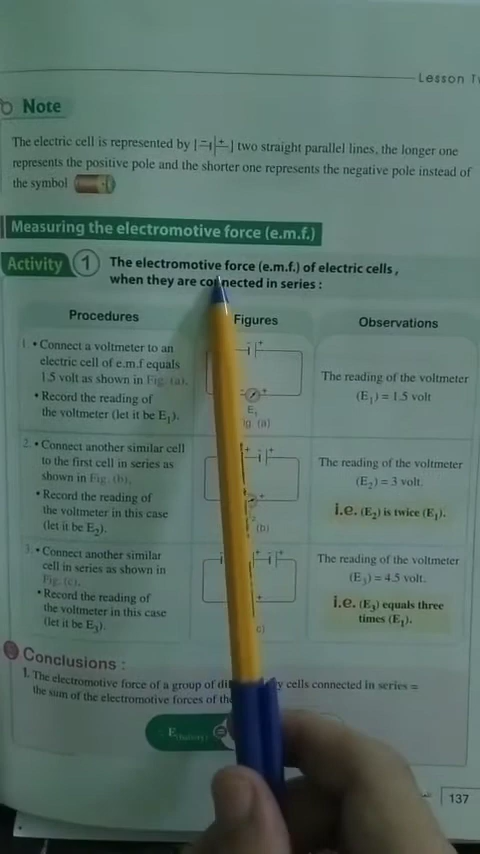 Lesson
Note
The electric cell is represented by [ - + ] two straight parallel lines, the longer one
represents the positive pole and the shorter one represents the negative pole instead of
the symbol
Measuring the electromotive force (e.m.f.)
Activity 1 The electromotive force (e.m.f.) of electric cells,
when they are connected in series :
Procedures
Figures
Observations
1. • Connect a voltmeter to an
electric cell of e.m.f equals
1.5 volt as shown in Fig. (a).
• Record the reading of
the voltmeter (let it be E1).
E1
(a)
The reading of the voltmeter
(E1) = 1.5 volt
2. • Connect another similar cell
to the first cell in series as
shown in Fig. (b).
• Record the reading of
the voltmeter in this case
(let it be E2).
(b)
The reading of the voltmeter
(E2) = 3 volt.
i.e. (E2) is twice (E1).
3. • Connect another similar
cell in series as shown in
Fig. (c).
• Record the reading of
the voltmeter in this case
(let it be E3).
c)
The reading of the voltmeter
(E3) = 4.5 volt.
i.e. (E3) equals three
times (E1).
Conclusions :
1. The electromotive force of a group of cells connected in series =
the sum of the electromotive forces of
E(battery) =
137